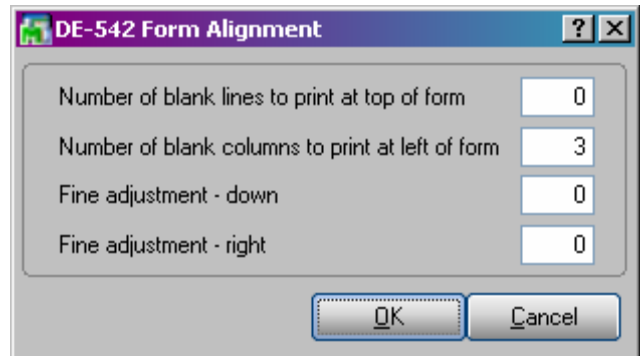 DE-542 Form Alignment
Number of blank lines to print at top of form 0
Number of blank columns to print at left of form 3
Fine adjustment - down 0
Fine adjustment - right 0
OK Cancel